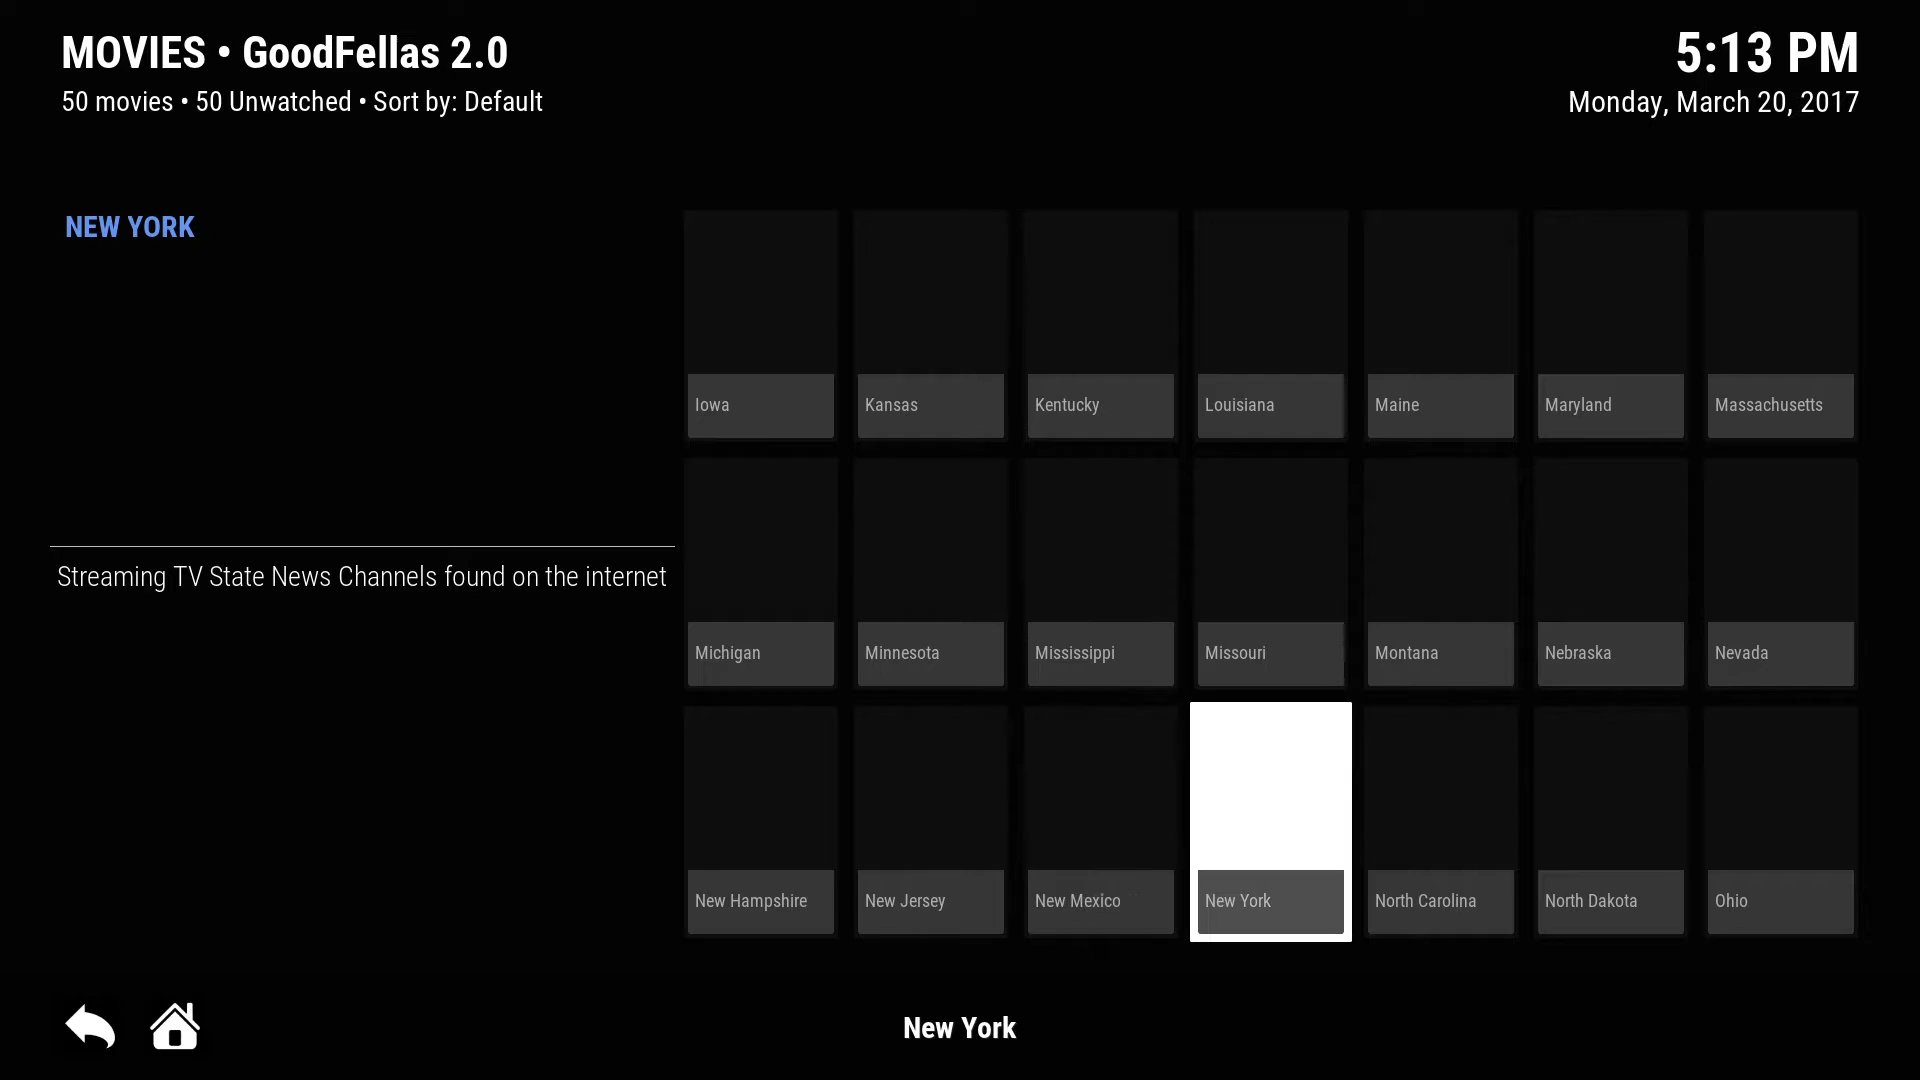 MOVIES • GoodFellas 2.0
50 movies • 50 Unwatched • Sort by: Default
5:13 PM
Monday, March 20, 2017
NEW YORK
Streaming TV State News Channels found on the internet
Iowa
Kansas
Kentucky
Louisiana
Maine
Maryland
Massachusetts
Michigan
Minnesota
Mississippi
Missouri
Montana
Nebraska
Nevada
New Hampshire
New Jersey
New Mexico
New York
North Carolina
North Dakota
Ohio
New York